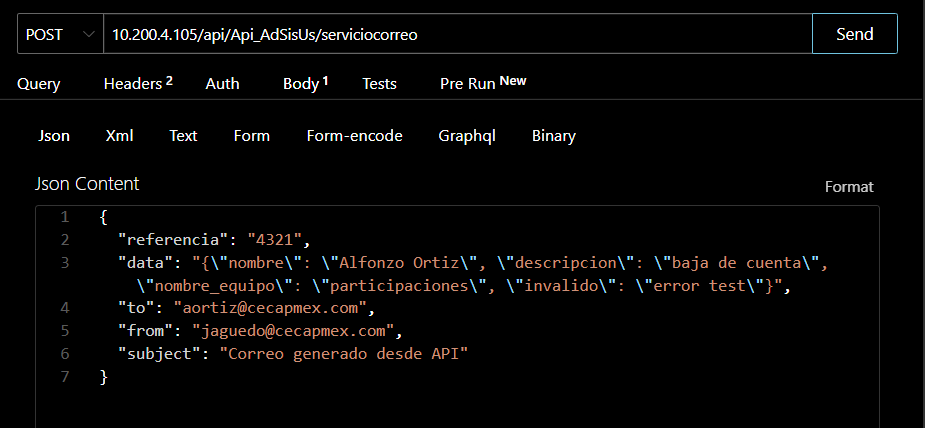 POST 10.200.4.105/api/Api_AdSisUs/serviciocorreo Send
Query Headers 2 Auth Body 1 Tests Pre Run New
Json Xml Text Form Form-encode Graphql Binary
Json Content
Format
1 {
2 "referencia": "4321",
3 "data": "{\"nombre\": \"Alfonzo Ortiz\", \"descripcion\": \"baja de cuenta\",
\"nombre_equipo\": \"participaciones\", \"invalido\": \"error test\"}",
4 "to": "aortiz@cecapmex.com",
5 "from": "jaguedo@cecapmex.com",
6 "subject": "Correo generado desde API"
7 }